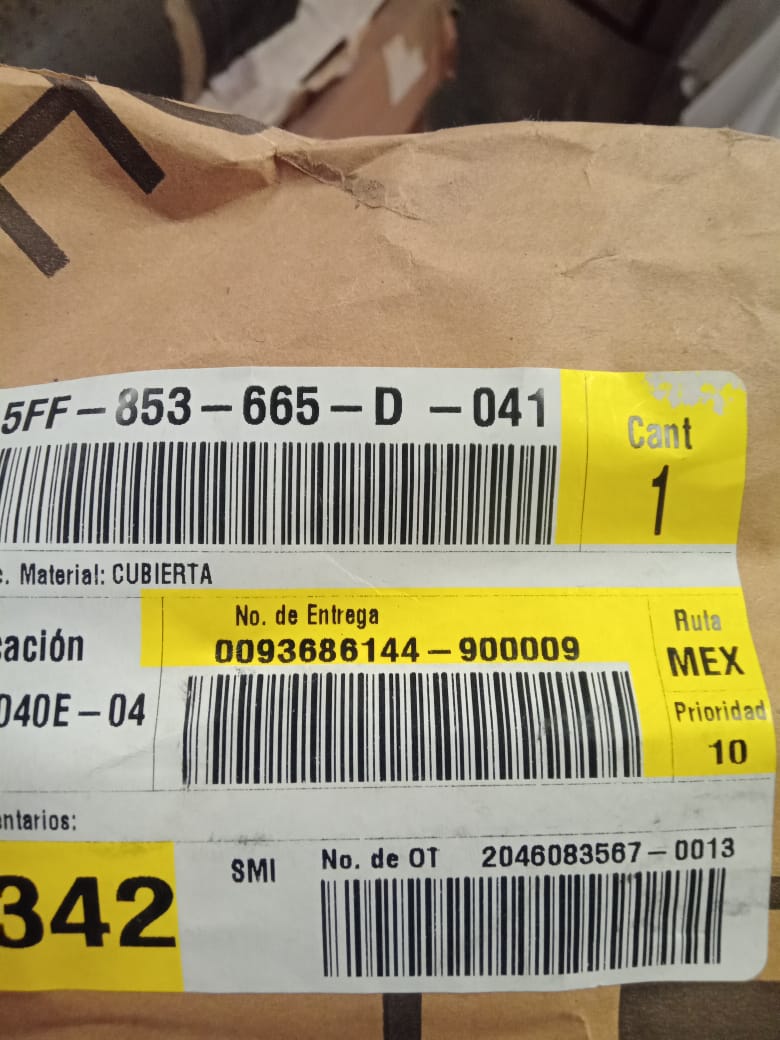 5FF-853-665-D -041
Cant
1
c. Material: CUBIERTA
No. de Entrega
0093686144-900009
Ruta
MEX
cación
040E-04
Prioridad
10
entarios:
342
SMI
No. de OT 2046083567-0013